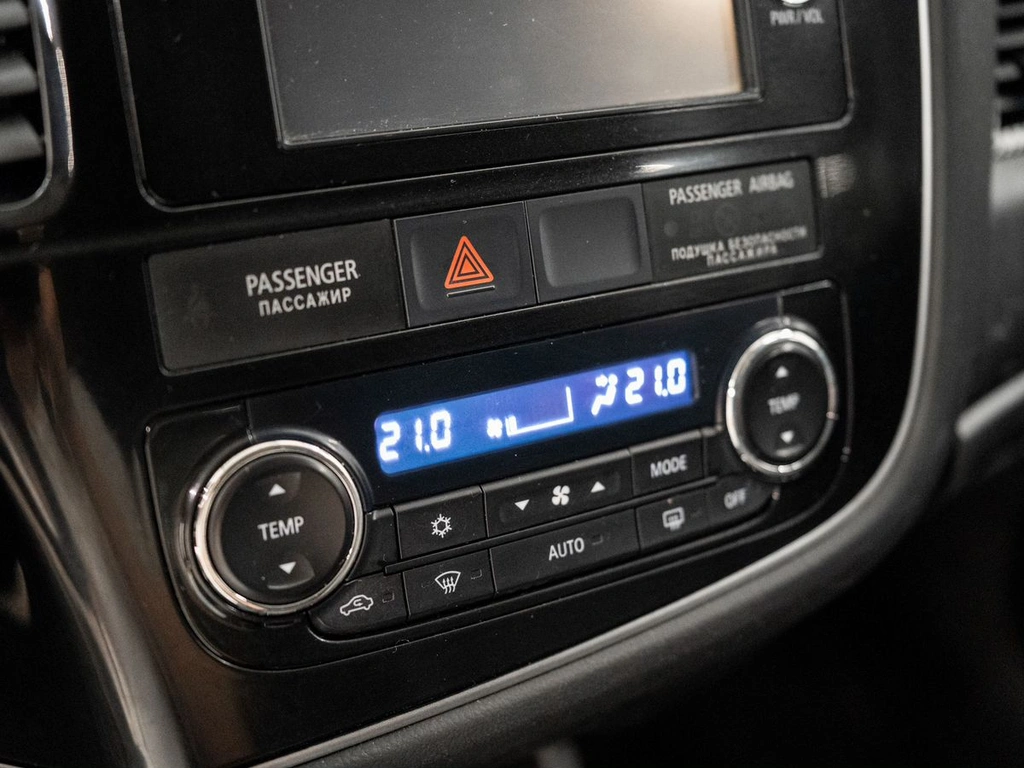 PWR/VOL
PASSENGER
ПАССАЖИР
PASSENGER AIRBAG
ПОДУШКА БЕЗОПАСНОСТИ
ПАССАЖИРА
21.0
21.0
TEMP
TEMP
MODE
AUTO
OFF